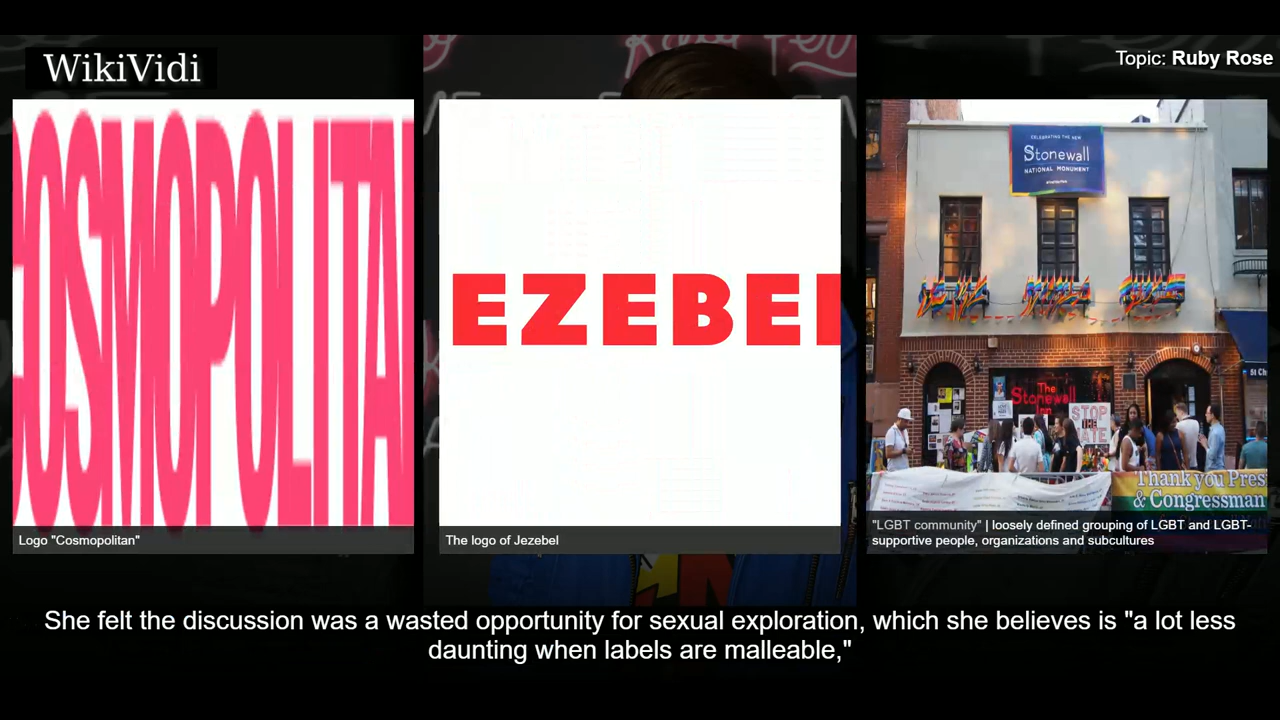 WikiVidi
Topic: Ruby Rose
COSMOPOLITAN
EZEBEL
CELEBRATING THE NEW
Stonewall
NATIONAL MONUMENT
The
Stonewall
Inn
STOP
THE
HATE
Thank you Pres
& Congressman
Logo "Cosmopolitan"
The logo of Jezebel
"LGBT community" | loosely defined grouping of LGBT and LGBT-
supportive people, organizations and subcultures
She felt the discussion was a wasted opportunity for sexual exploration, which she believes is "a lot less
daunting when labels are malleable,"